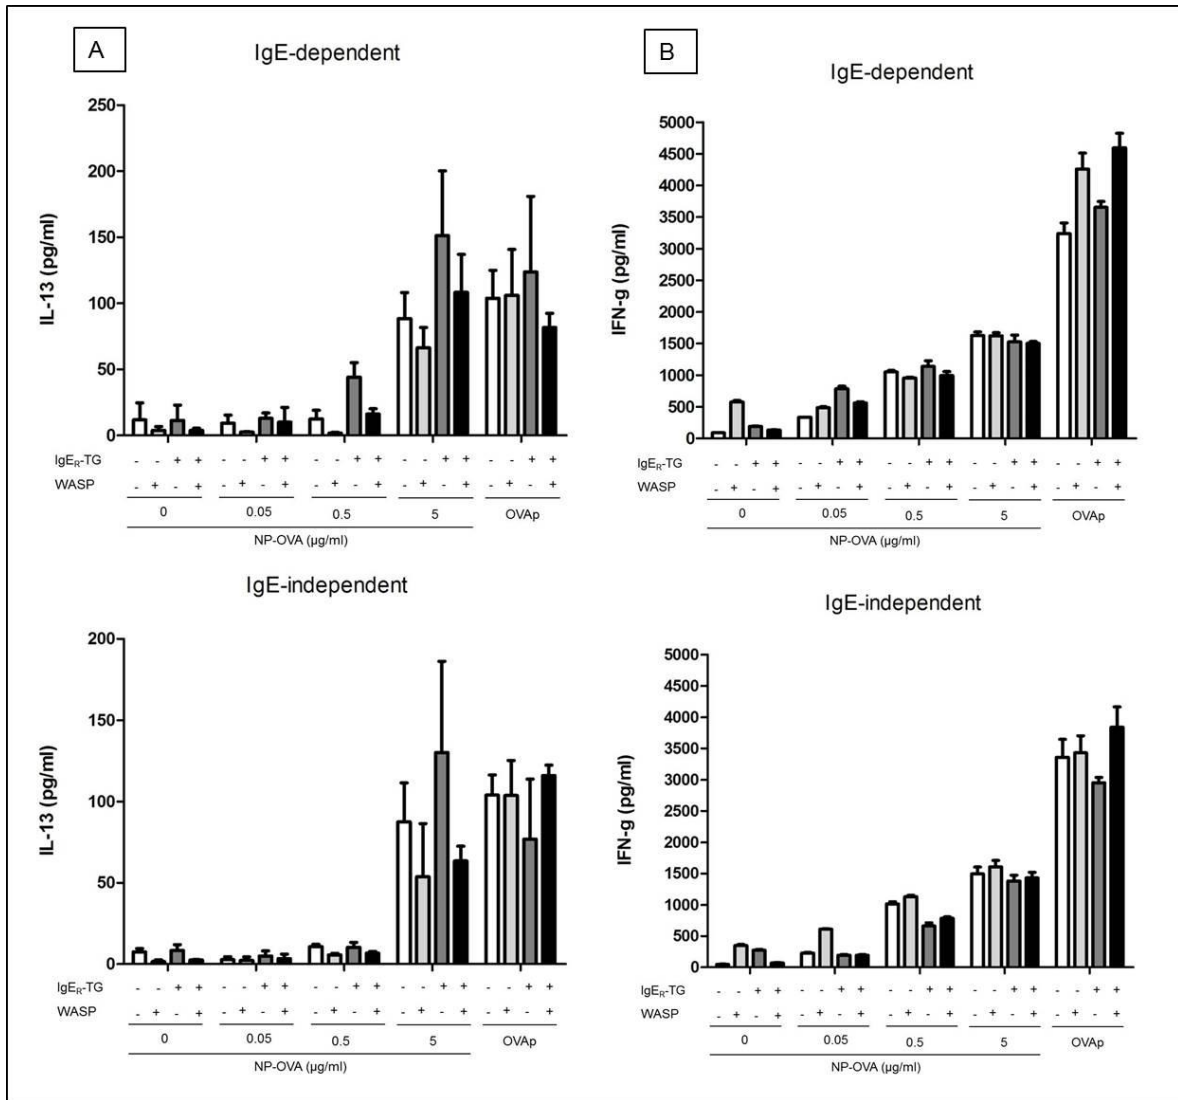 A
IgE-dependent
IL-13 (pg/ml)
250
200
150
100
50
0
IgER-TG - - + + - - + + - - + + - - + + - - + +
WASP - + - + - + - + - + - + - + - + - + - +
0 0.05 0.5 5 OVAp
NP-OVA (µg/ml)
IgE-independent
IL-13 (pg/ml)
200
150
100
50
0
IgER-TG - - + + - - + + - - + + - - + + - - + +
WASP - + - + - + - + - + - + - + - + - + - +
0 0.05 0.5 5 OVAp
NP-OVA (µg/ml)
B
IgE-dependent
IFN-g (pg/ml)
5000
4500
4000
3500
3000
2500
2000
1500
1000
500
0
IgER-TG - - + + - - + + - - + + - - + + - - + +
WASP - + - + - + - + - + - + - + - + - + - +
0 0.05 0.5 5 OVAp
NP-OVA (µg/ml)
IgE-independent
IFN-g (pg/ml)
5000
4500
4000
3500
3000
2500
2000
1500
1000
500
0
IgER-TG - - + + - - + + - - + + - - + + - - + +
WASP - + - + - + - + - + - + - + - + - + - +
0 0.05 0.5 5 OVAp
NP-OVA (µg/ml)